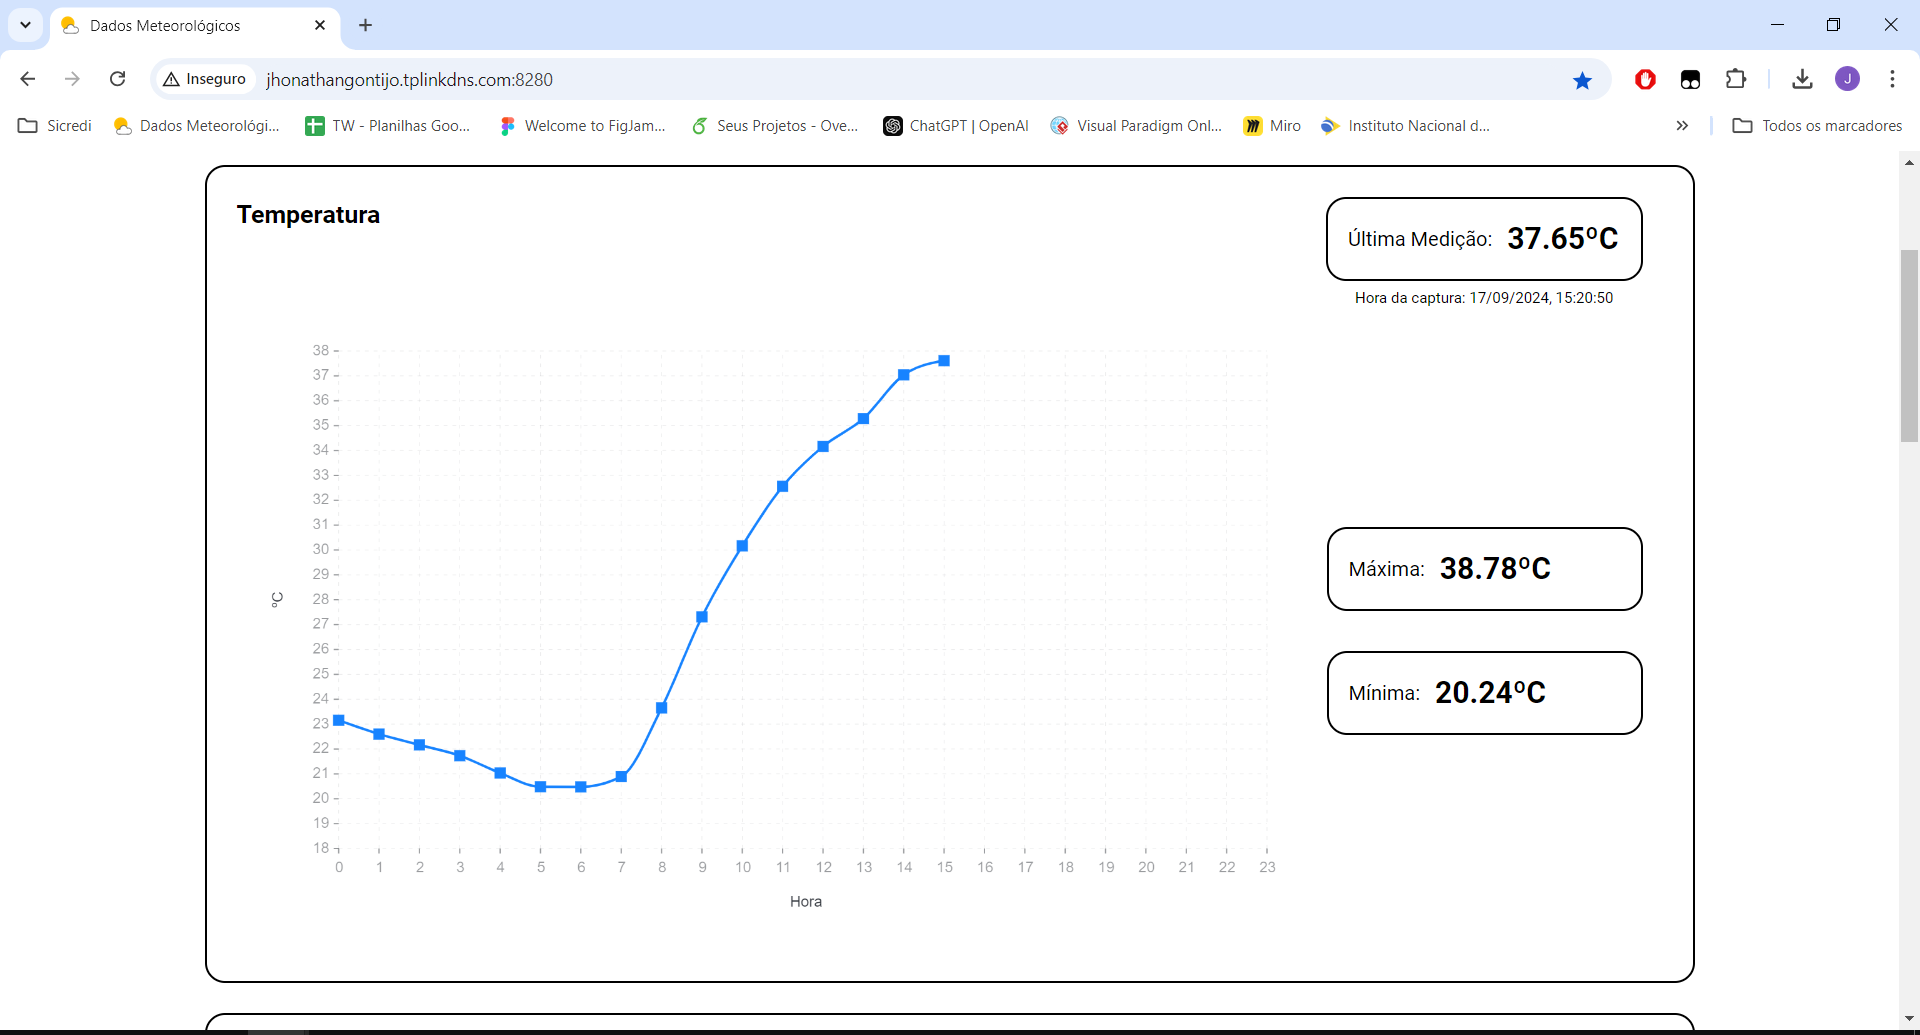 Dados Meteorológicos
Inseguro jhonathangontijo.tplinkdns.com:8280
J
Sicredi Dados Meteorológi... TW - Planilhas Goo... Welcome to FigJam... Seus Projetos - Ove... ChatGPT | OpenAI Visual Paradigm Onl... Miro Instituto Nacional d... Todos os marcadores
Temperatura
Última Medição: 37.65ºC
Hora da captura: 17/09/2024, 15:20:50
38
37
36
35
34
33
32
31
30
29
28
27
26
25
24
23
22
21
20
19
18
ºC
0 1 2 3 4 5 6 7 8 9 10 11 12 13 14 15 16 17 18 19 20 21 22 23
Hora
Máxima: 38.78ºC
Mínima: 20.24ºC